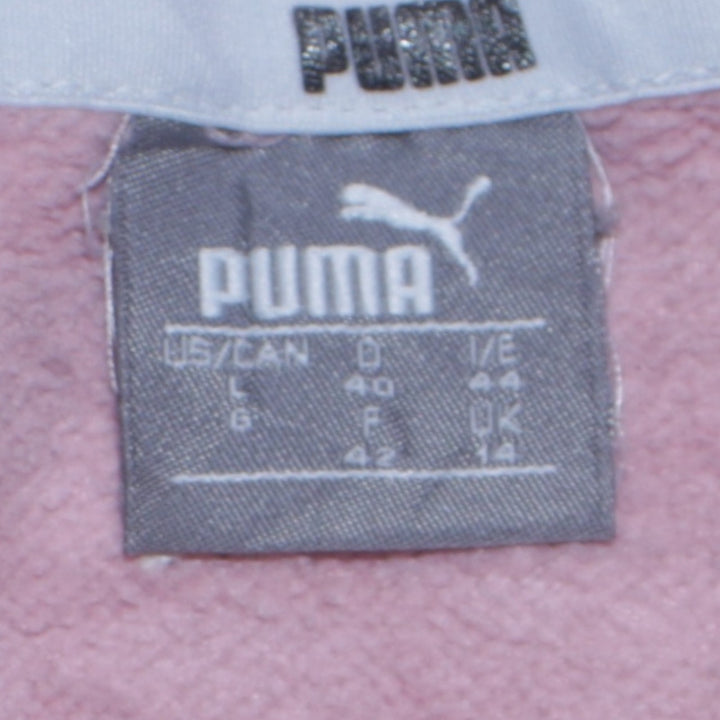 PUMA
PUMA
US/CAN D I/E
L 40 44
G F UK
42 14